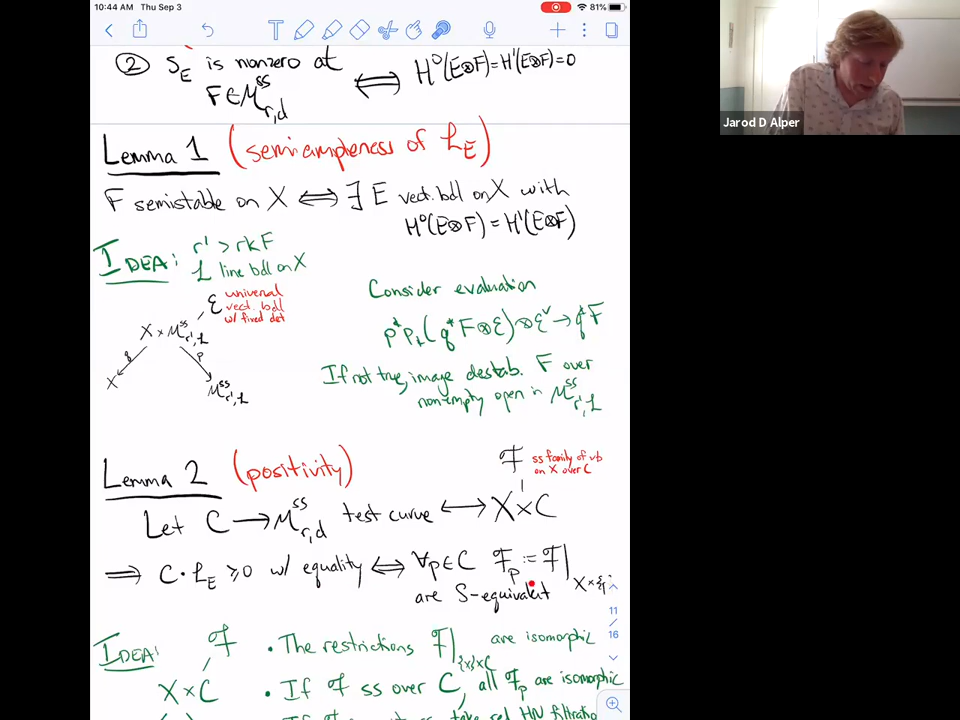 10:44 AM Thu Sep 3
81%
② S_E is nonzero at ⟺ H⁰(E⊗F)=H¹(E⊗F)=0
F∈M^ss_{r,d}
Lemma 1 (semiampleness of L_E)
F semistable on X ⟺ ∃ E vect. bdl on X with
H⁰(E⊗F)=H¹(E⊗F)
IDEA: r' > rk F
L line bdl on X
ℰ universal
vect. bdl
w/ fixed det
X × M^ss_{r',L}
q p
X
M^ss_{r',L}
Consider evaluation
p^*p_*(q^*F⊗ℰ)⊗ℰ^∨ → q^*F
If not true, image destab. F over
non-empty open in M^ss_{r',L}
Lemma 2 (positivity)
ℱ ss family of vb
on X over C
Let C → M^ss_{r,d} test curve ⟷ X×C
⟹ C·L_E ≥ 0 w/ equality ⟺ ∀p∈C ℱ_p := ℱ|
are S-equivalent
IDEA: ℱ
X×C
• The restrictions ℱ|_{{x}×C} are isomorphic
• If ℱ ss over C, all ℱ_p are isomorphic
11
/
16
Jarod D Alper